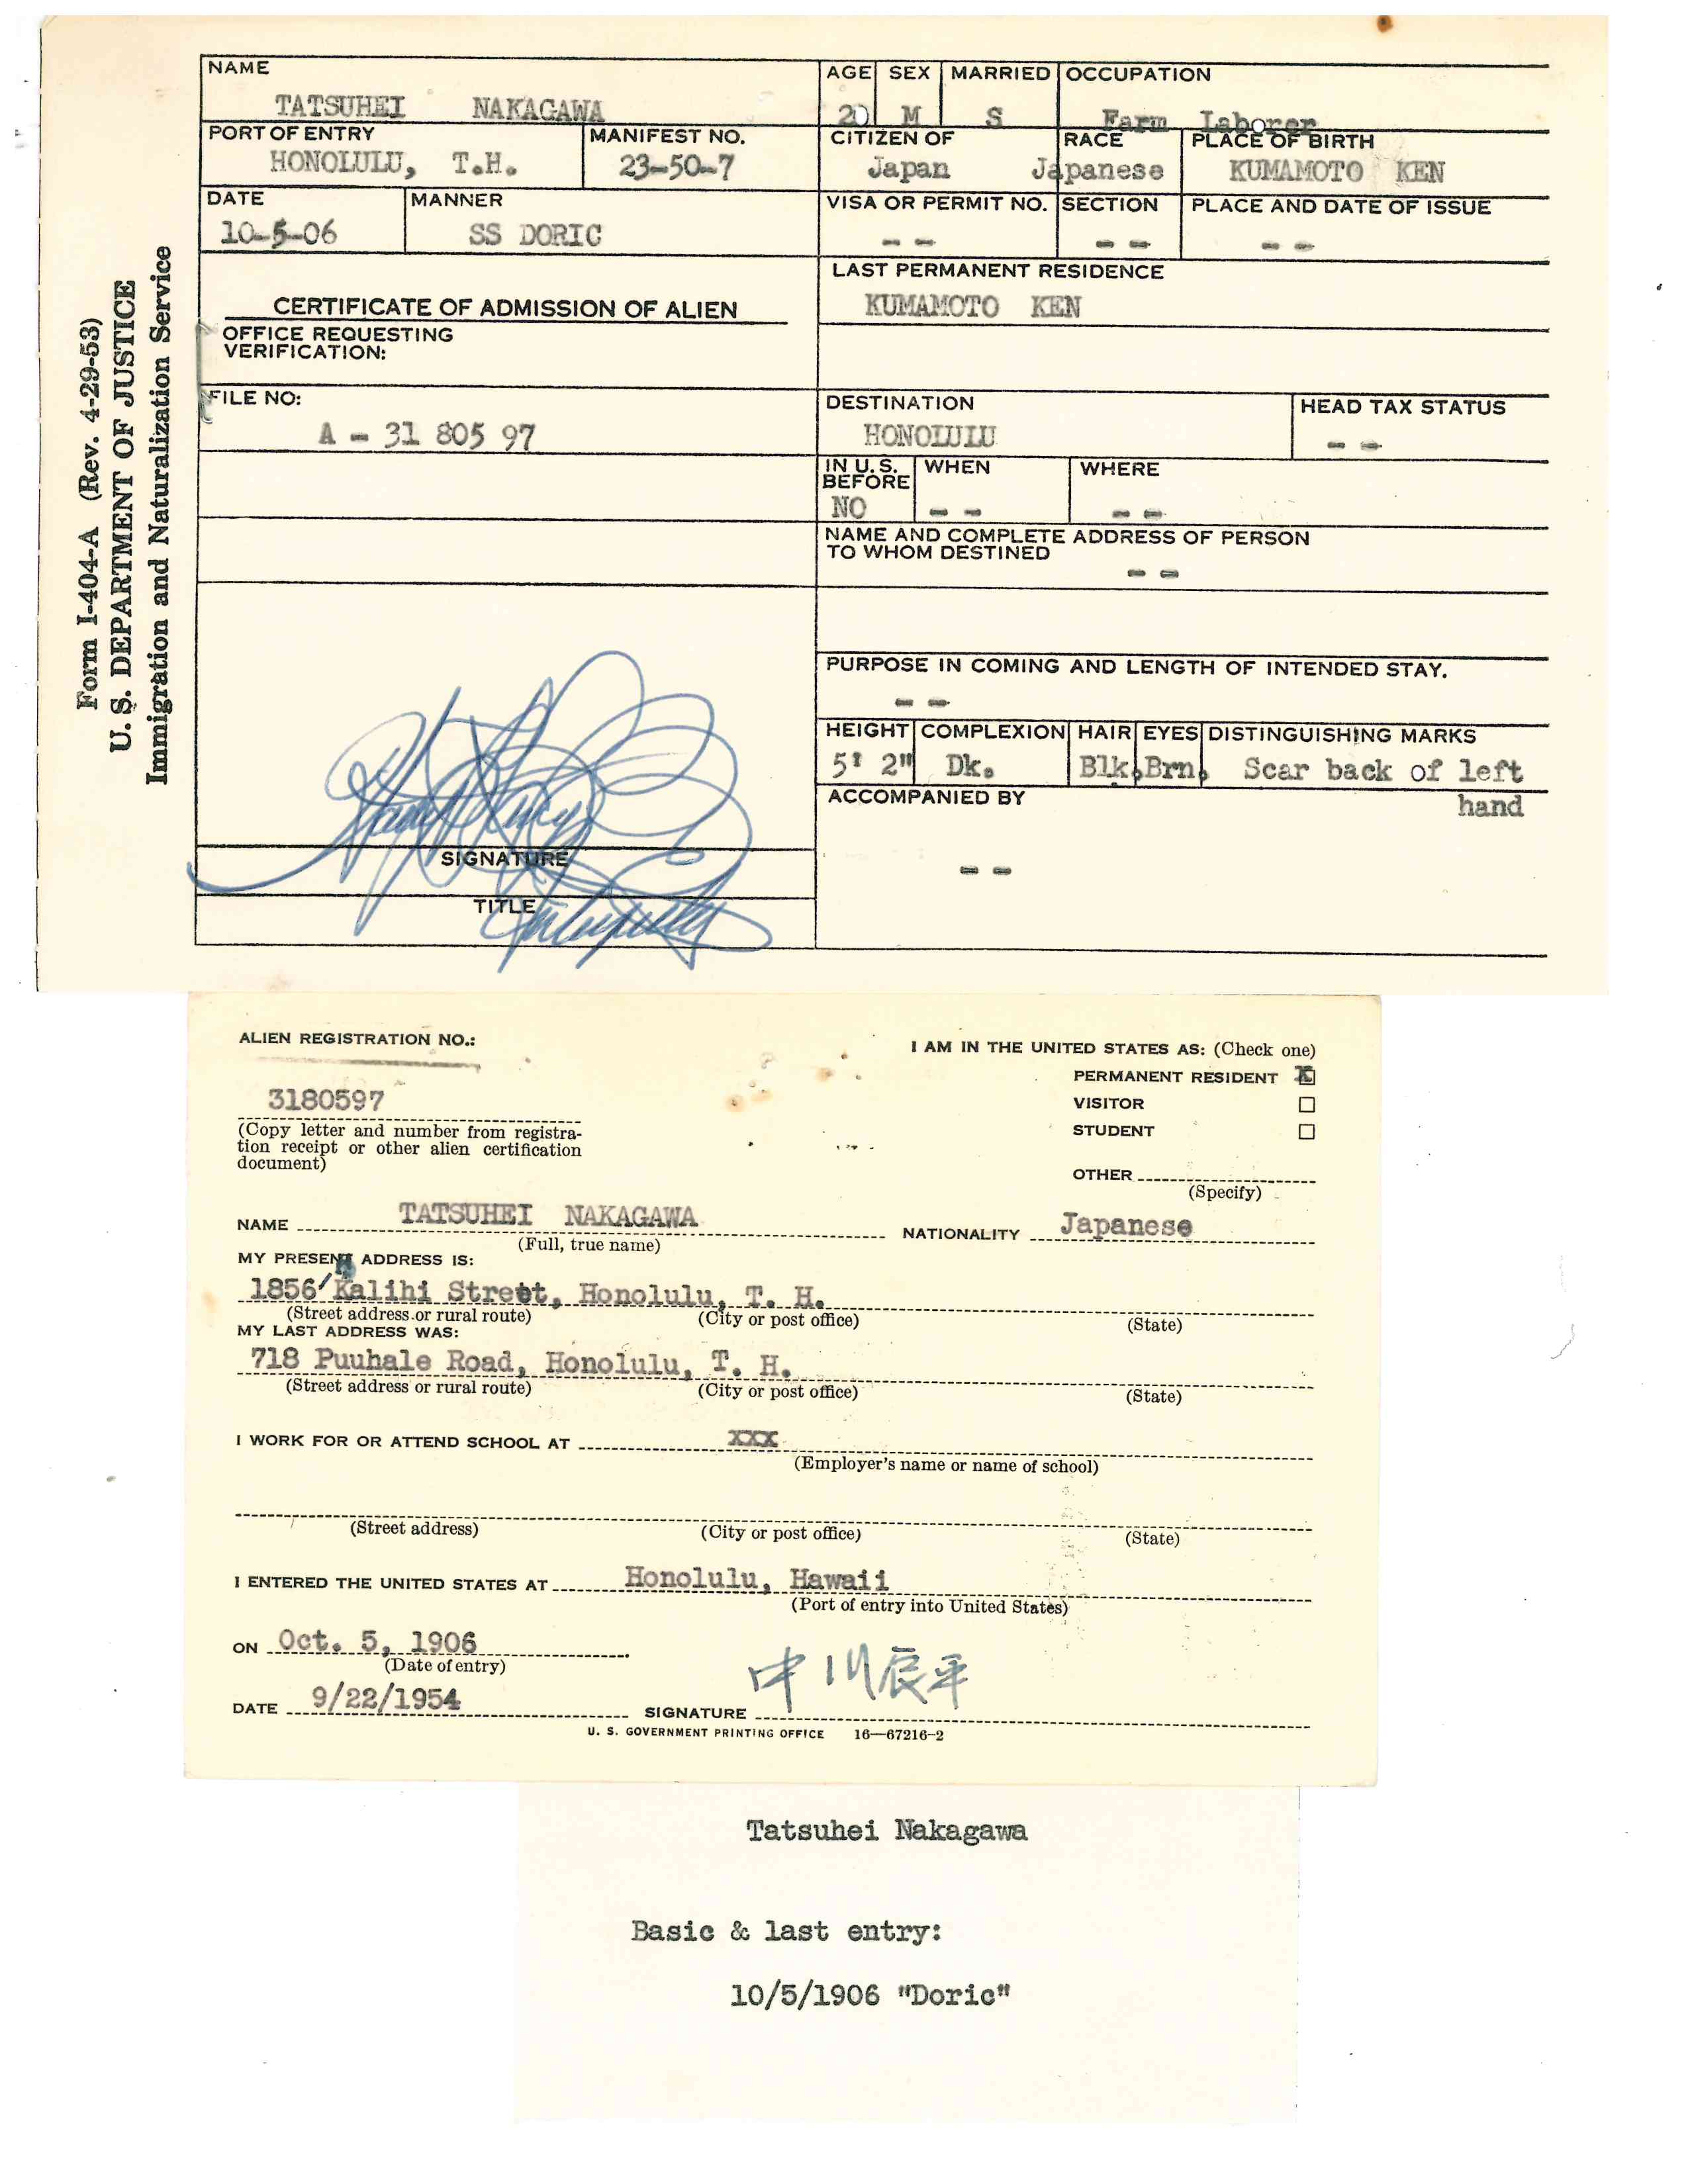 Form I-404-A (Rev. 4-29-53)
U. S. DEPARTMENT OF JUSTICE
Immigration and Naturalization Service
NAME
TATSUHEI NAKAGAWA
AGE SEX MARRIED OCCUPATION
20 M S Farm Laborer
PORT OF ENTRY MANIFEST NO.
HONOLULU, T.H. 23-50-7
CITIZEN OF RACE PLACE OF BIRTH
Japan Japanese KUMAMOTO KEN
DATE MANNER
10-5-06 SS DORIC
VISA OR PERMIT NO. SECTION PLACE AND DATE OF ISSUE
-- -- --
CERTIFICATE OF ADMISSION OF ALIEN
LAST PERMANENT RESIDENCE
KUMAMOTO KEN
OFFICE REQUESTING
VERIFICATION:
FILE NO:
A - 31 805 97
DESTINATION HEAD TAX STATUS
HONOLULU --
IN U.S. BEFORE WHEN WHERE
NO -- --
NAME AND COMPLETE ADDRESS OF PERSON
TO WHOM DESTINED
--
PURPOSE IN COMING AND LENGTH OF INTENDED STAY.
--
HEIGHT COMPLEXION HAIR EYES DISTINGUISHING MARKS
5' 2" Dk. Blk. Brn. Scar back of left
hand
ACCOMPANIED BY
--
SIGNATURE
TITLE
ALIEN REGISTRATION NO.:
3180597
(Copy letter and number from registra-
tion receipt or other alien certification
document)
I AM IN THE UNITED STATES AS: (Check one)
PERMANENT RESIDENT X
VISITOR
STUDENT
OTHER
(Specify)
NAME TATSUHEI NAKAGAWA
(Full, true name)
NATIONALITY Japanese
MY PRESENT ADDRESS IS:
1856 Kalihi Street, Honolulu, T. H.
(Street address or rural route) (City or post office) (State)
MY LAST ADDRESS WAS:
718 Puuhale Road, Honolulu, T. H.
(Street address or rural route) (City or post office) (State)
I WORK FOR OR ATTEND SCHOOL AT XXX
(Employer's name or name of school)
(Street address) (City or post office) (State)
I ENTERED THE UNITED STATES AT Honolulu, Hawaii
(Port of entry into United States)
ON Oct. 5, 1906
(Date of entry)
DATE 9/22/1954 SIGNATURE 中川辰平
U. S. GOVERNMENT PRINTING OFFICE 16—67216-2
Tatsuhei Nakagawa
Basic & last entry:
10/5/1906 "Doric"